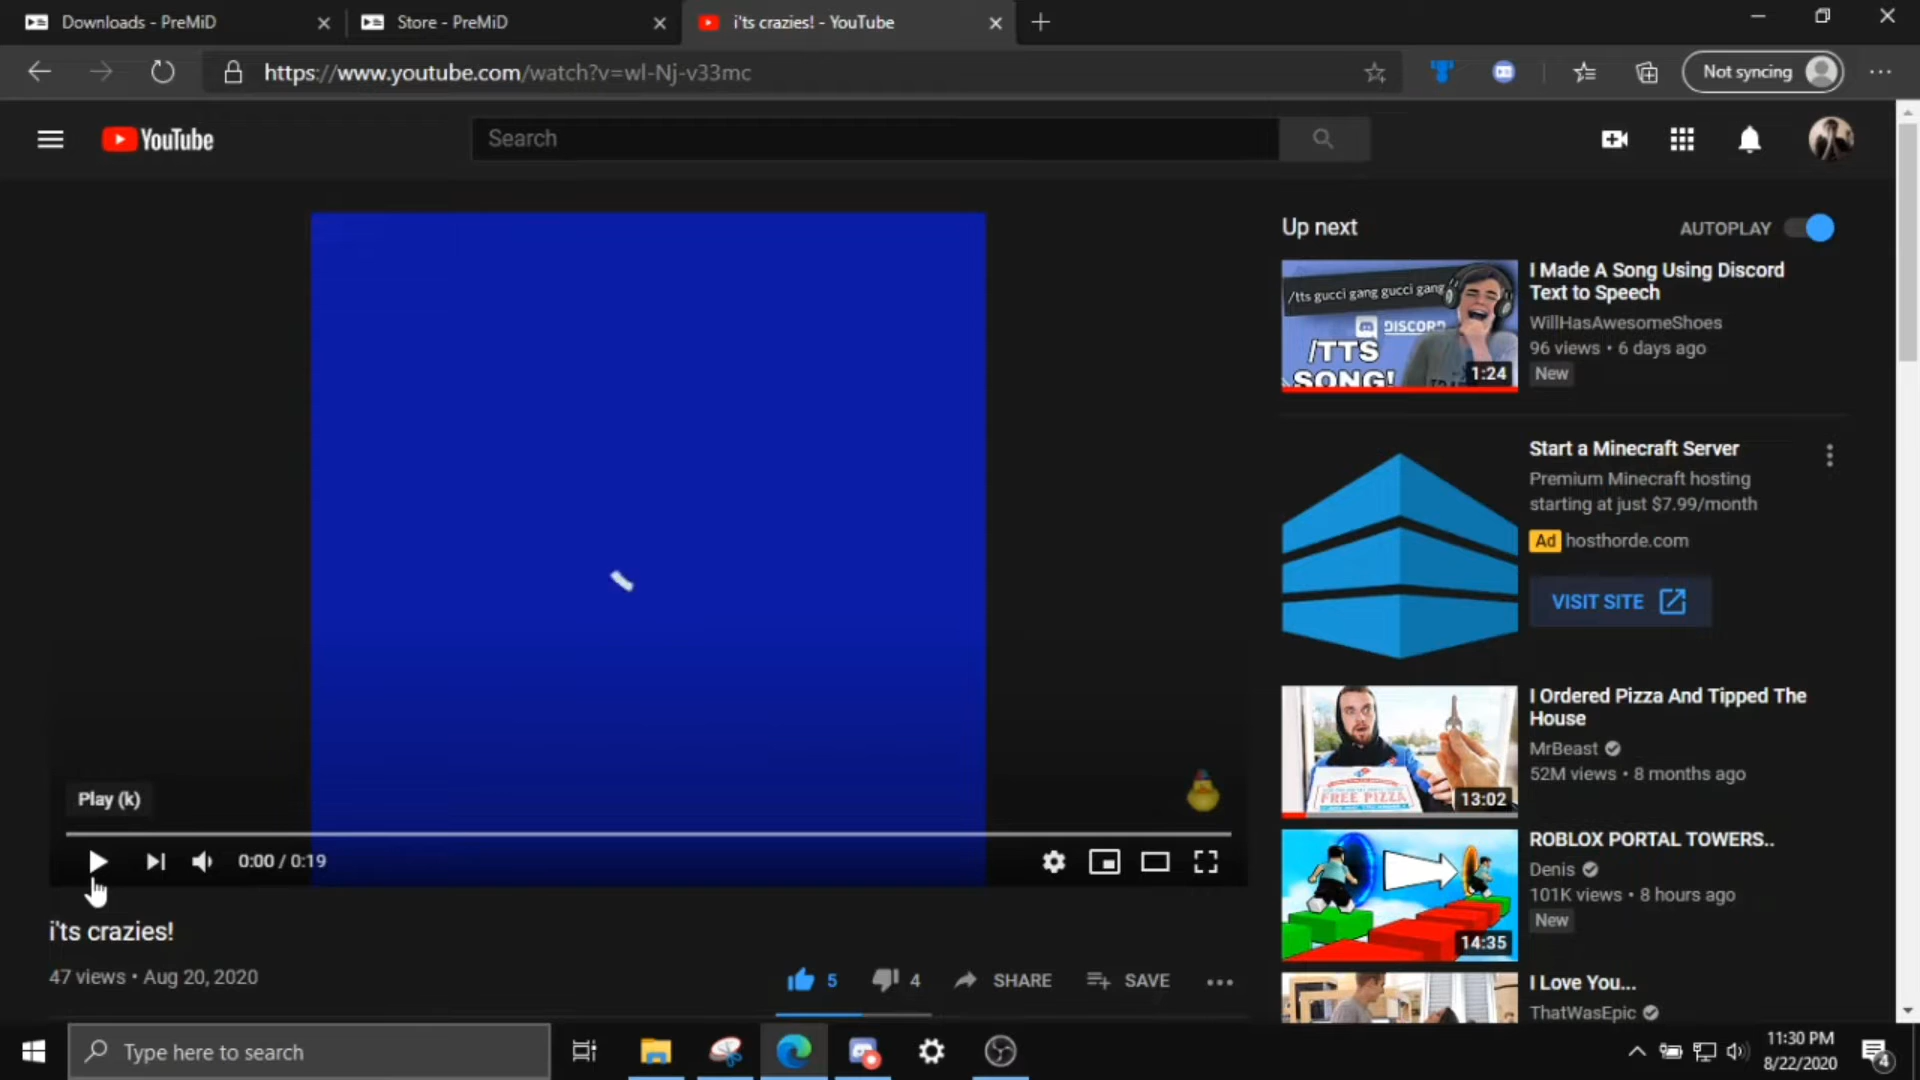 Downloads - PreMiD
Store - PreMiD
i'ts crazies! - YouTube
https://www.youtube.com/watch?v=wl-Nj-v33mc
Not syncing
YouTube
Search
Up next
AUTOPLAY
/tts gucci gang gucci gang
DISCORD
/TTS
SONG!
1:24
I Made A Song Using Discord
Text to Speech
WillHasAwesomeShoes
96 views • 6 days ago
New
Start a Minecraft Server
Premium Minecraft hosting
starting at just $7.99/month
Ad hosthorde.com
VISIT SITE
FREE PIZZA
13:02
I Ordered Pizza And Tipped The
House
MrBeast
52M views • 8 months ago
14:35
ROBLOX PORTAL TOWERS..
Denis
101K views • 8 hours ago
New
I Love You...
ThatWasEpic
Play (k)
0:00 / 0:19
i'ts crazies!
47 views • Aug 20, 2020
5
4
SHARE
SAVE
Type here to search
11:30 PM
8/22/2020
4